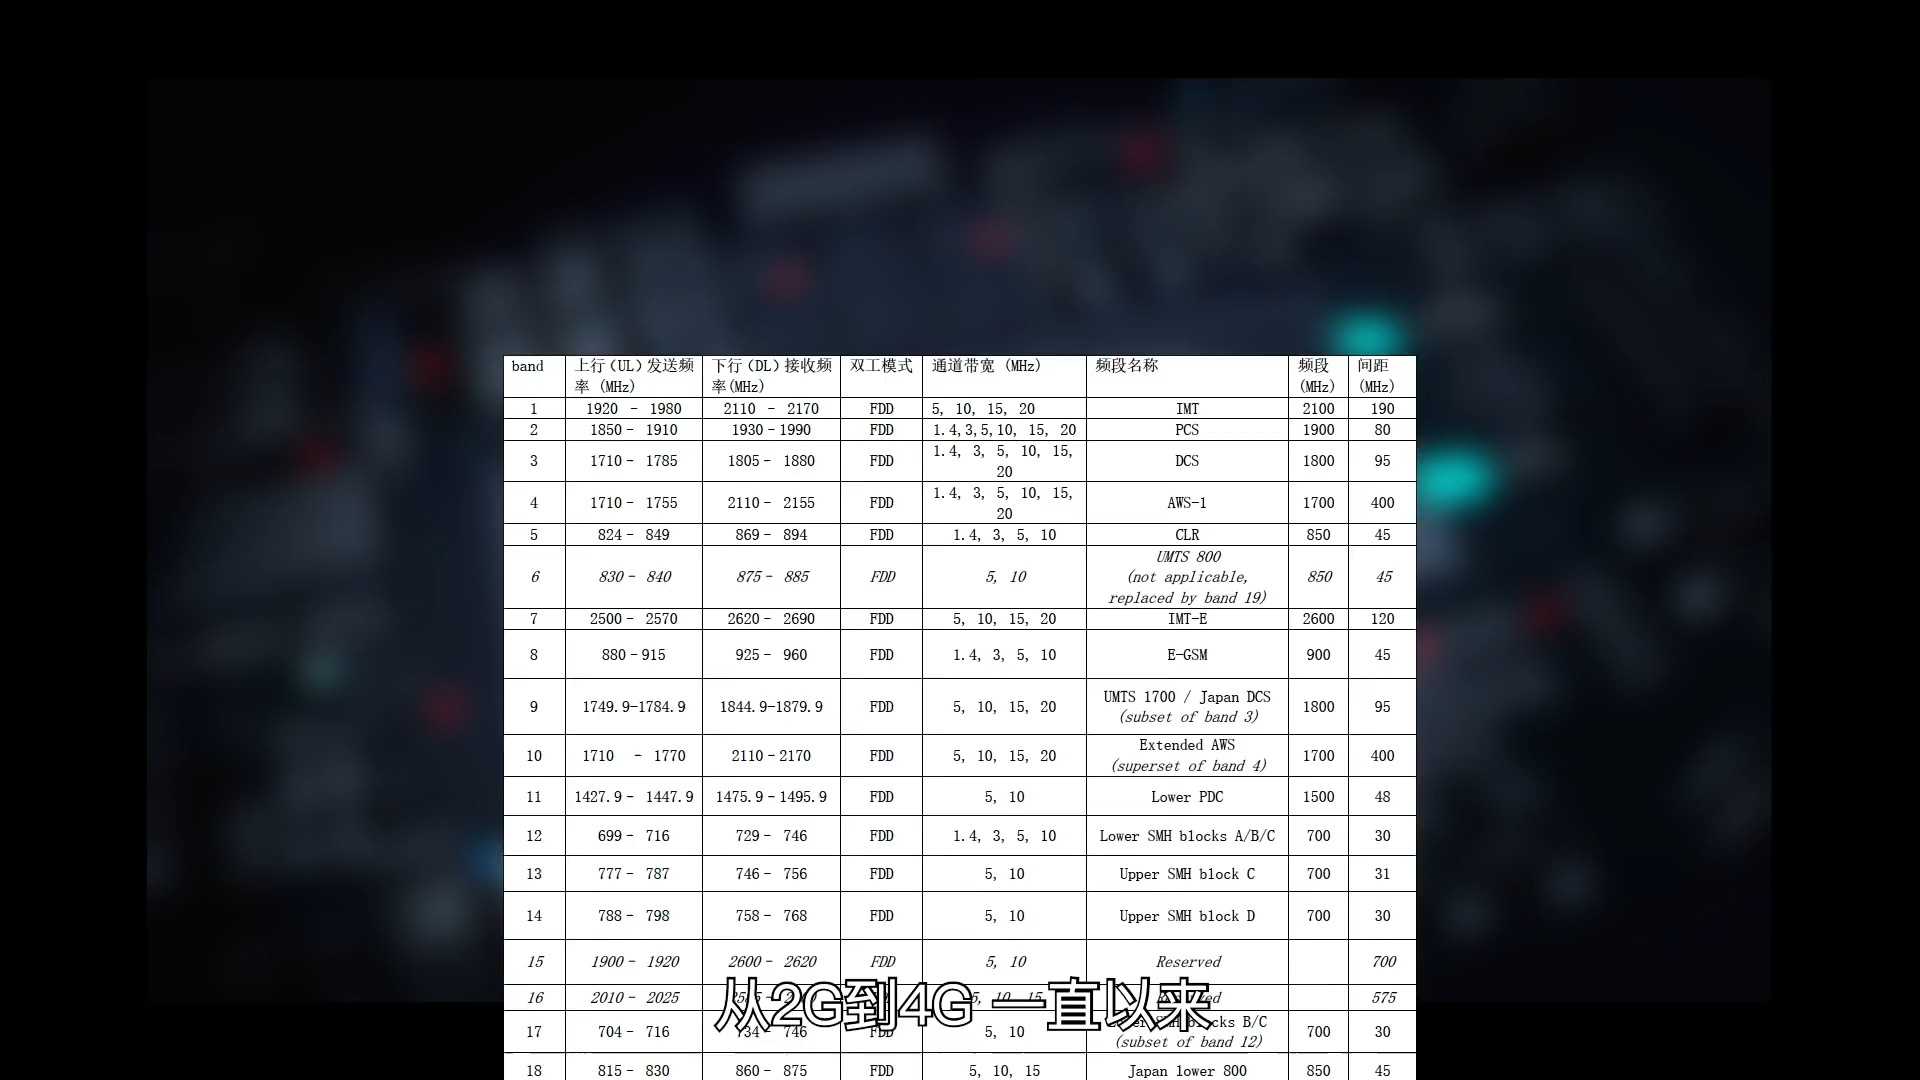 band 上行（UL）发送频率 (MHz) 下行（DL）接收频率(MHz) 双工模式 通道带宽 (MHz) 频段名称 频段 (MHz) 间距 (MHz)
1 1920 – 1980 2110 – 2170 FDD 5, 10, 15, 20 IMT 2100 190
2 1850 – 1910 1930 – 1990 FDD 1.4,3,5,10, 15, 20 PCS 1900 80
3 1710 – 1785 1805 – 1880 FDD 1.4, 3, 5, 10, 15, 20 DCS 1800 95
4 1710 – 1755 2110 – 2155 FDD 1.4, 3, 5, 10, 15, 20 AWS-1 1700 400
5 824 – 849 869 – 894 FDD 1.4, 3, 5, 10 CLR 850 45
6 830 – 840 875 – 885 FDD 5, 10 UMTS 800 (not applicable, replaced by band 19) 850 45
7 2500 – 2570 2620 – 2690 FDD 5, 10, 15, 20 IMT-E 2600 120
8 880 – 915 925 – 960 FDD 1.4, 3, 5, 10 E-GSM 900 45
9 1749.9-1784.9 1844.9-1879.9 FDD 5, 10, 15, 20 UMTS 1700 / Japan DCS (subset of band 3) 1800 95
10 1710 – 1770 2110 – 2170 FDD 5, 10, 15, 20 Extended AWS (superset of band 4) 1700 400
11 1427.9 – 1447.9 1475.9 – 1495.9 FDD 5, 10 Lower PDC 1500 48
12 699 – 716 729 – 746 FDD 1.4, 3, 5, 10 Lower SMH blocks A/B/C 700 30
13 777 – 787 746 – 756 FDD 5, 10 Upper SMH block C 700 31
14 788 – 798 758 – 768 FDD 5, 10 Upper SMH block D 700 30
15 1900 – 1920 2600 – 2620 FDD 5, 10 Reserved 700
16 2010 – 2025 575
17 704 – 716 734 – 746 FDD 5, 10 B/C (subset of band 12) 700 30
18 815 – 830 860 – 875 FDD 5, 10, 15 Japan lower 800 850 45
从2G到4G 一直以来